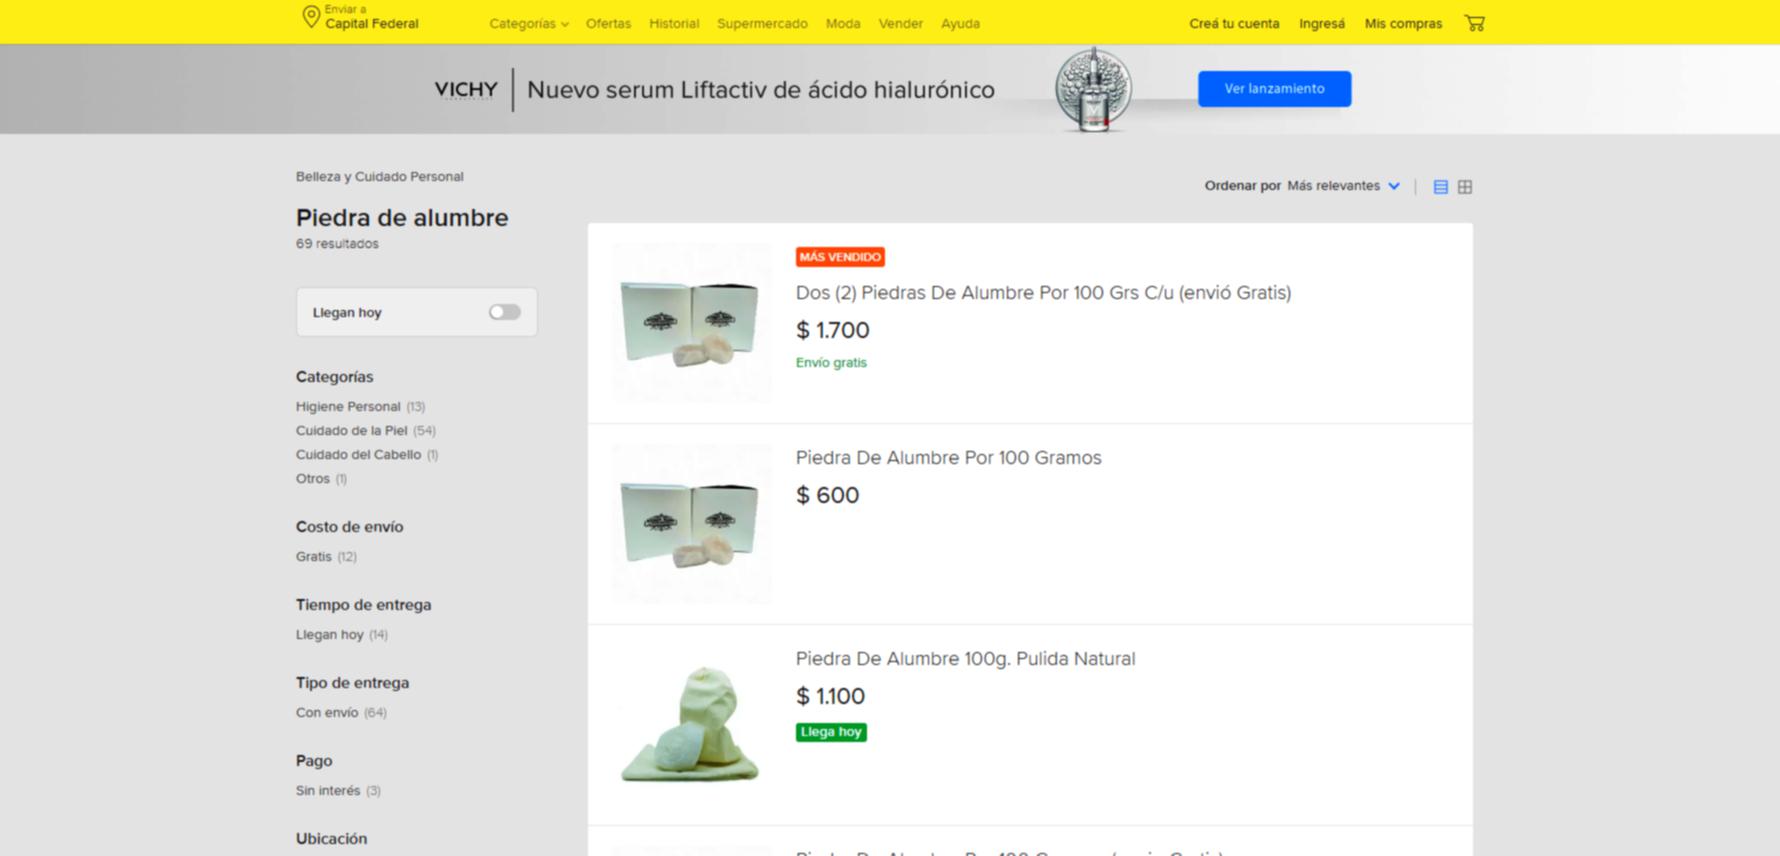 Enviar a
Capital Federal
Categorías
Ofertas
Historial
Supermercado
Moda
Vender
Ayuda
Creá tu cuenta
Ingresá
Mis compras
VICHY
Nuevo serum Liftactiv de ácido hialurónico
Ver lanzamiento
Belleza y Cuidado Personal
Piedra de alumbre
69 resultados
Ordenar por Más relevantes
Llegan hoy
Categorías
Higiene Personal (13)
Cuidado de la Piel (54)
Cuidado del Cabello (1)
Otros (1)
Costo de envío
Gratis (12)
Tiempo de entrega
Llegan hoy (14)
Tipo de entrega
Con envío (64)
Pago
Sin interés (3)
Ubicación
MÁS VENDIDO
Dos (2) Piedras De Alumbre Por 100 Grs C/u (envió Gratis)
$ 1.700
Envío gratis
Piedra De Alumbre Por 100 Gramos
$ 600
Piedra De Alumbre 100g. Pulida Natural
$ 1.100
Llega hoy